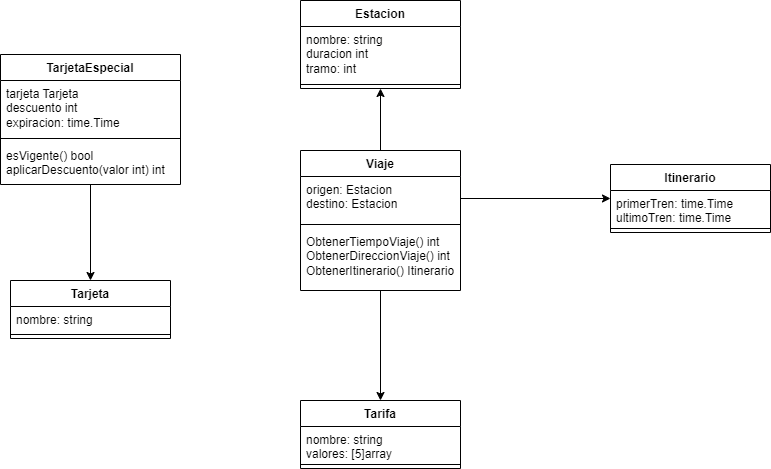 Estacion
nombre: string
duracion int
tramo: int
TarjetaEspecial
tarjeta Tarjeta
descuento int
expiracion: time.Time
esVigente() bool
aplicarDescuento(valor int) int
Viaje
origen: Estacion
destino: Estacion
ObtenerTiempoViaje() int
ObtenerDireccionViaje() int
ObtenerItinerario() Itinerario
Itinerario
primerTren: time.Time
ultimoTren: time.Time
Tarjeta
nombre: string
Tarifa
nombre: string
valores: [5]array